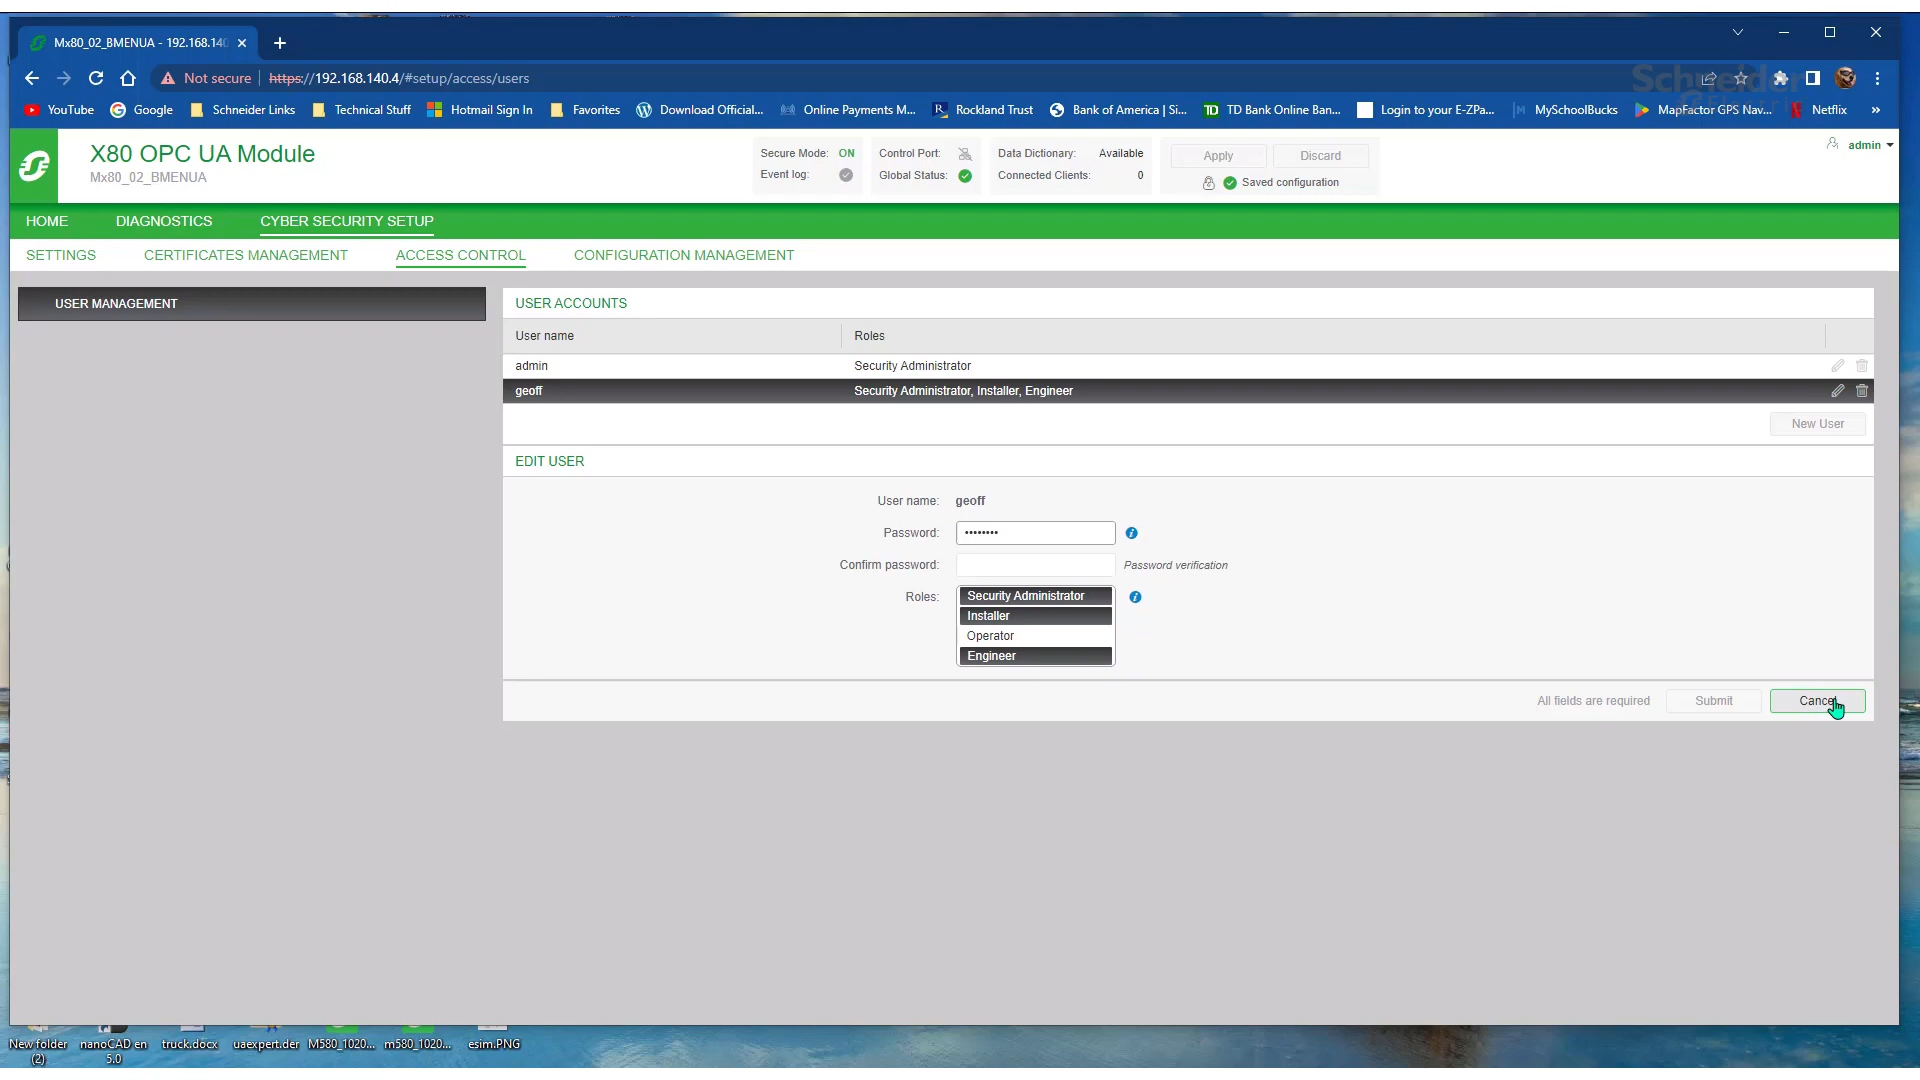 Mx80_02_BMENUA - 192.168.140
Not secure https://192.168.140.4/#setup/access/users
Schneider
YouTube Google Schneider Links Technical Stuff Hotmail Sign In Favorites Download Official... Online Payments M... Rockland Trust Bank of America | Si... TD Bank Online Ban... Login to your E-ZPa... MySchoolBucks MapFactor GPS Nav... Netflix »
X80 OPC UA Module
Mx80_02_BMENUA
Secure Mode: ON Control Port: Data Dictionary: Available Apply Discard
Event log: Global Status: Connected Clients: 0 Saved configuration
admin
HOME DIAGNOSTICS CYBER SECURITY SETUP
SETTINGS CERTIFICATES MANAGEMENT ACCESS CONTROL CONFIGURATION MANAGEMENT
USER MANAGEMENT
USER ACCOUNTS
User name Roles
admin Security Administrator
geoff Security Administrator, Installer, Engineer
New User
EDIT USER
User name: geoff
Password: ••••••••
Confirm password: Password verification
Roles: Security Administrator
Installer
Operator
Engineer
All fields are required Submit Cancel
New folder (2) nanoCAD en 5.0 truck.docx uaexpert.der M580_1020... m580_1020... esim.PNG